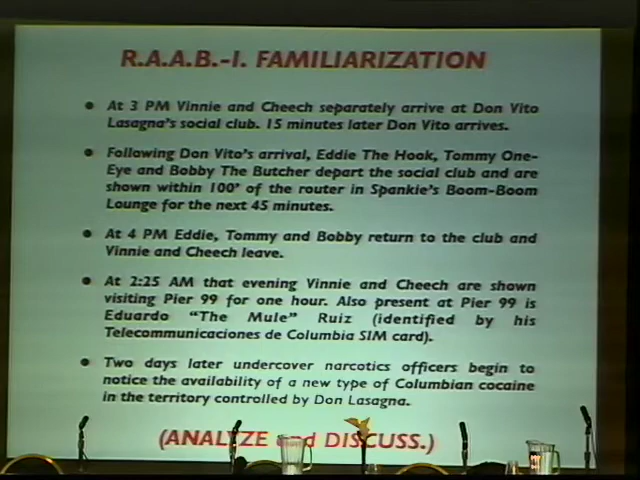 R.A.A.B.-I. FAMILIARIZATION
• At 3 PM Vinnie and Cheech separately arrive at Don Vito
Lasagna's social club. 15 minutes later Don Vito arrives.
• Following Don Vito's arrival, Eddie The Hook, Tommy One-
Eye and Bobby The Butcher depart the social club and are
shown within 100' of the router in Spankie's Boom-Boom
Lounge for the next 45 minutes.
• At 4 PM Eddie, Tommy and Bobby return to the club and
Vinnie and Cheech leave.
• At 2:25 AM that evening Vinnie and Cheech are shown
visiting Pier 99 for one hour. Also present at Pier 99 is
Eduardo "The Mule" Ruiz (identified by his
Telecommunicaciones de Columbia SIM card).
• Two days later undercover narcotics officers begin to
notice the availability of a new type of Columbian cocaine
in the territory controlled by Don Lasagna.
(ANALYZE and DISCUSS.)